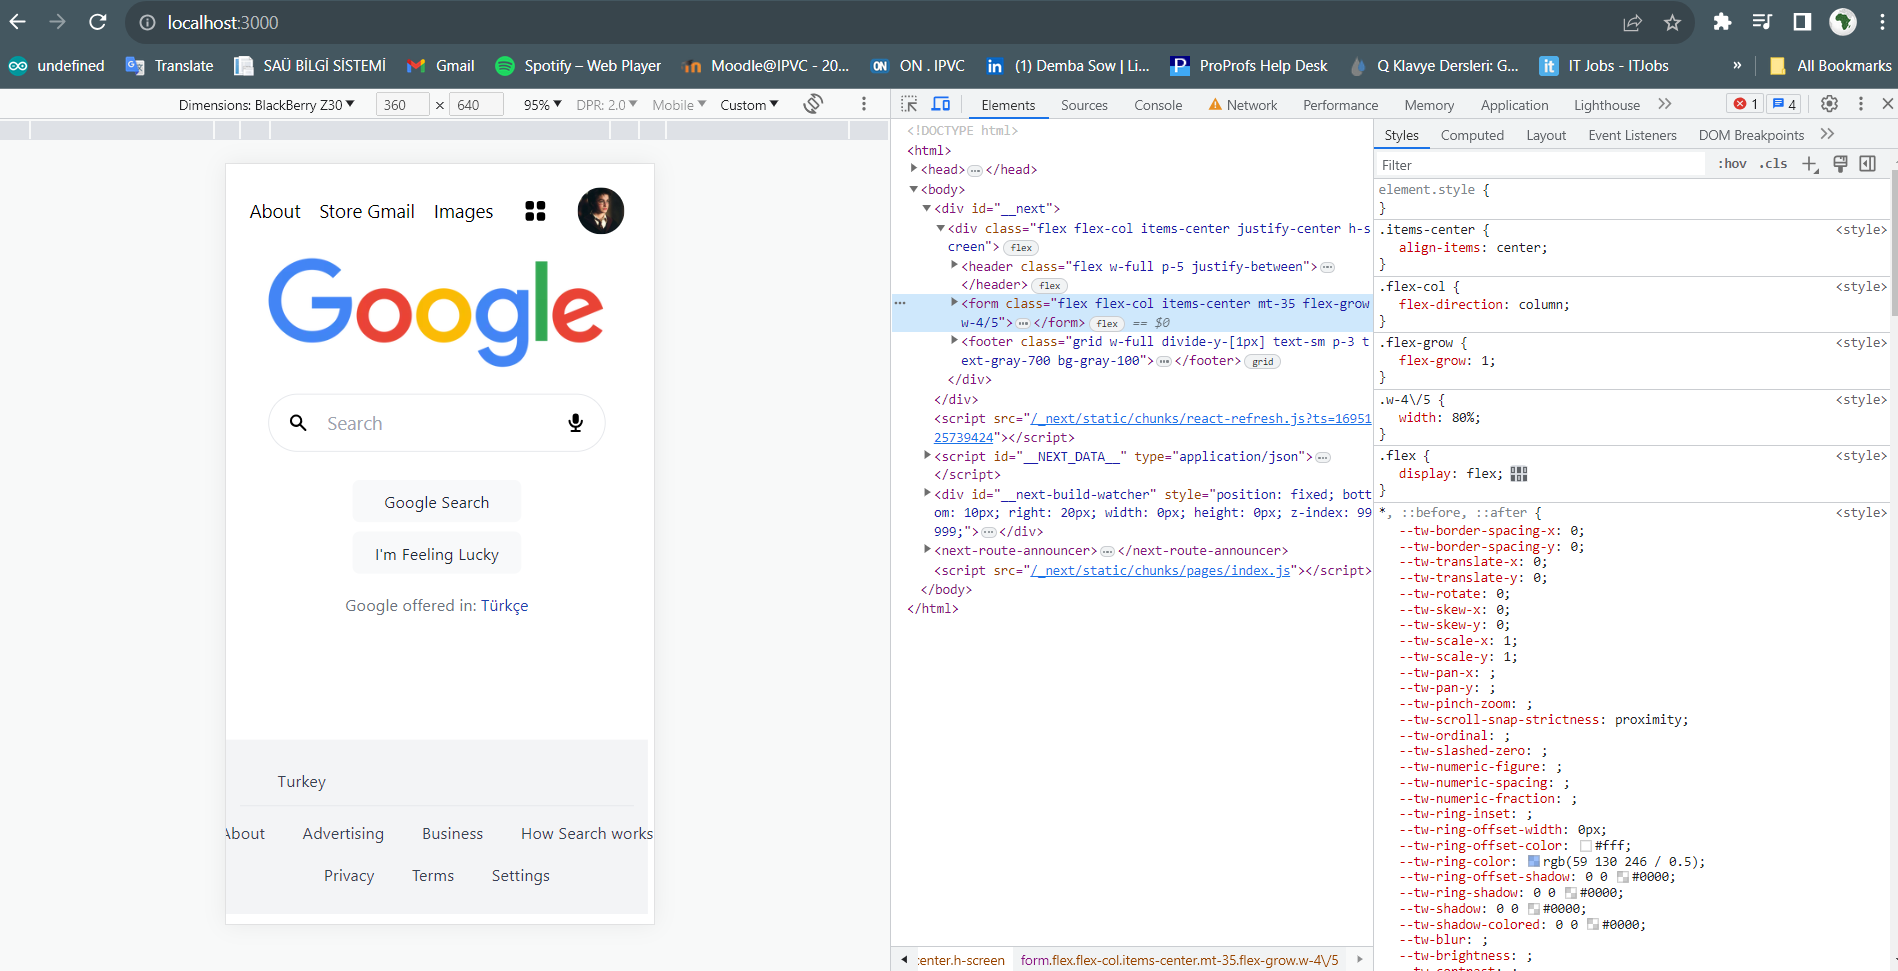 localhost:3000
undefined Translate SAÜ BİLGİ SİSTEMİ Gmail Spotify – Web Player Moodle@IPVC - 20... ON . IPVC (1) Demba Sow | Li... ProProfs Help Desk Q Klavye Dersleri: G... IT Jobs - ITJobs » All Bookmarks
Dimensions: BlackBerry Z30 360 × 640 95% DPR: 2.0 Mobile Custom
About Store Gmail Images
Google
Search
Google Search
I'm Feeling Lucky
Google offered in: Türkçe
Turkey
About Advertising Business How Search works
Privacy Terms Settings
Elements Sources Console Network Performance Memory Application Lighthouse 1 4
<!DOCTYPE html>
<html>
<head> ••• </head>
<body>
<div id="__next">
<div class="flex flex-col items-center justify-center h-s
creen"> flex
<header class="flex w-full p-5 justify-between"> •••
</header> flex
••• <form class="flex flex-col items-center mt-35 flex-grow
w-4/5"> ••• </form> flex == $0
<footer class="grid w-full divide-y-[1px] text-sm p-3 t
ext-gray-700 bg-gray-100"> ••• </footer> grid
</div>
</div>
<script src="/_next/static/chunks/react-refresh.js?ts=16951
25739424"></script>
<script id="__NEXT_DATA__" type="application/json"> •••
</script>
<div id="__next-build-watcher" style="position: fixed; bott
om: 10px; right: 20px; width: 0px; height: 0px; z-index: 99
999;"> ••• </div>
<next-route-announcer> ••• </next-route-announcer>
<script src="/_next/static/chunks/pages/index.js"></script>
</body>
</html>
:enter.h-screen form.flex.flex-col.items-center.mt-35.flex-grow.w-4\/5
Styles Computed Layout Event Listeners DOM Breakpoints
Filter :hov .cls
element.style {
}
.items-center { <style>
align-items: center;
}
.flex-col { <style>
flex-direction: column;
}
.flex-grow { <style>
flex-grow: 1;
}
.w-4\/5 { <style>
width: 80%;
}
.flex { <style>
display: flex;
}
*, ::before, ::after { <style>
--tw-border-spacing-x: 0;
--tw-border-spacing-y: 0;
--tw-translate-x: 0;
--tw-translate-y: 0;
--tw-rotate: 0;
--tw-skew-x: 0;
--tw-skew-y: 0;
--tw-scale-x: 1;
--tw-scale-y: 1;
--tw-pan-x: ;
--tw-pan-y: ;
--tw-pinch-zoom: ;
--tw-scroll-snap-strictness: proximity;
--tw-ordinal: ;
--tw-slashed-zero: ;
--tw-numeric-figure: ;
--tw-numeric-spacing: ;
--tw-numeric-fraction: ;
--tw-ring-inset: ;
--tw-ring-offset-width: 0px;
--tw-ring-offset-color: #fff;
--tw-ring-color: rgb(59 130 246 / 0.5);
--tw-ring-offset-shadow: 0 0 #0000;
--tw-ring-shadow: 0 0 #0000;
--tw-shadow: 0 0 #0000;
--tw-shadow-colored: 0 0 #0000;
--tw-blur: ;
--tw-brightness: ;